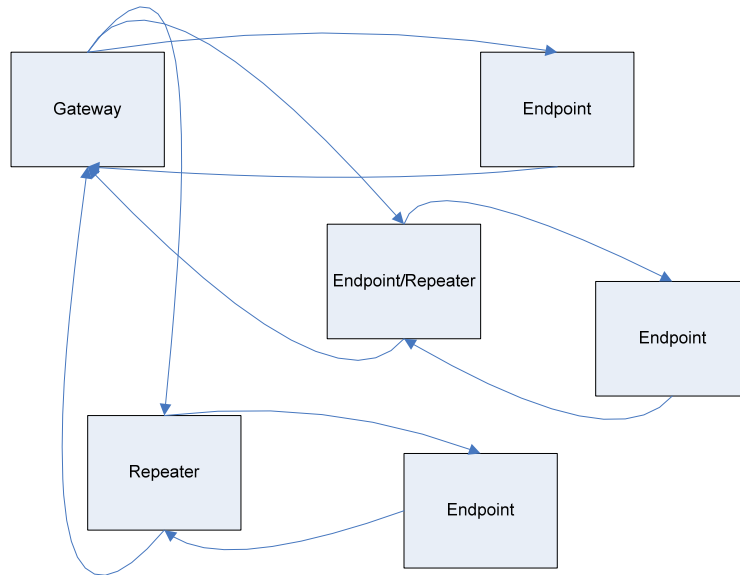 Gateway
Endpoint
Endpoint/Repeater
Endpoint
Repeater
Endpoint